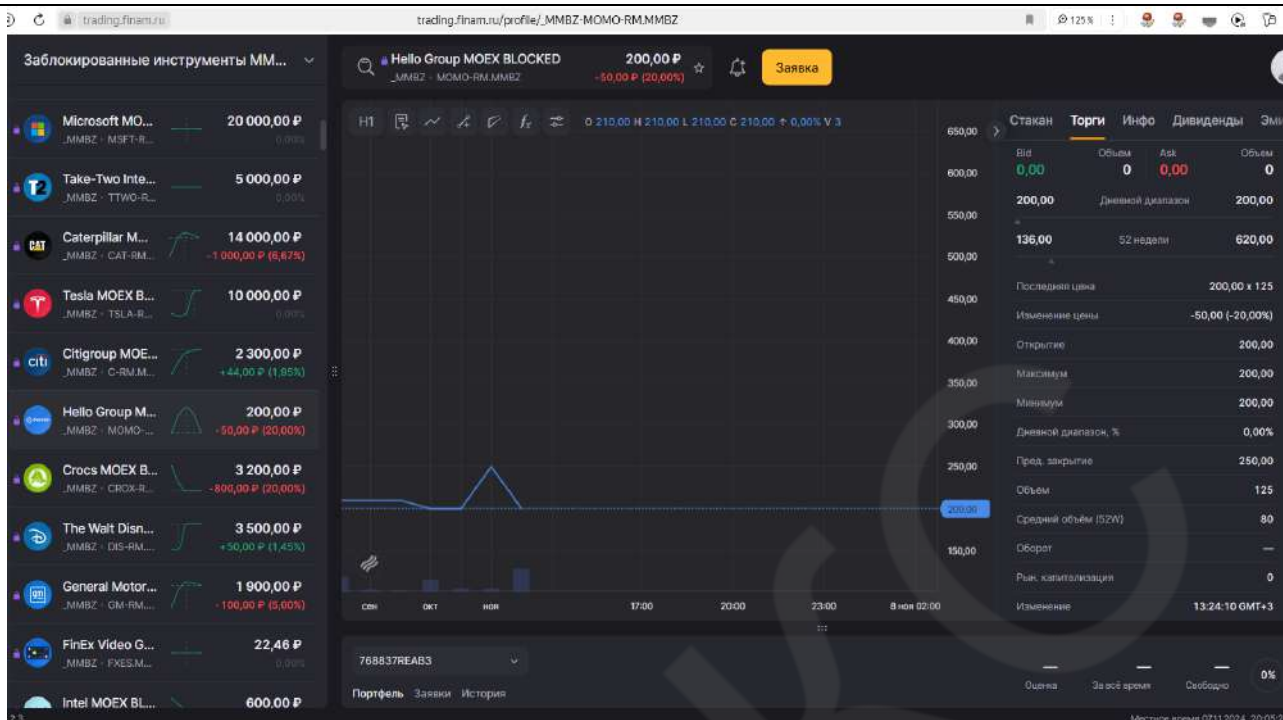 trading.finam.ru
trading.finam.ru/profile/_MMBZ-MOMO-RM.MMBZ
125 %
Заблокированные инструменты ММ...
Hello Group MOEX BLOCKED
_MMBZ · MOMO-RM.MMBZ
200,00 ₽
-50,00 ₽ (20,00%)
Заявка
Microsoft MO...
20 000,00 ₽
_MMBZ · MSFT-R...
0,00%
Take-Two Inte...
5 000,00 ₽
_MMBZ · TTWO-R...
0,00%
Caterpillar M...
14 000,00 ₽
_MMBZ · CAT-RM...
-1 000,00 ₽ (6,67%)
Tesla MOEX B...
10 000,00 ₽
_MMBZ · TSLA-R...
0,00%
Citigroup MOE...
2 300,00 ₽
_MMBZ · C-RM.M...
+44,00 ₽ (1,95%)
Hello Group M...
200,00 ₽
_MMBZ · MOMO-...
-50,00 ₽ (20,00%)
Crocs MOEX B...
3 200,00 ₽
_MMBZ · CROX-R...
-800,00 ₽ (20,00%)
The Walt Disn...
3 500,00 ₽
_MMBZ · DIS-RM....
+50,00 ₽ (1,45%)
General Motor...
1 900,00 ₽
_MMBZ · GM-RM....
-100,00 ₽ (5,00%)
FinEx Video G...
22,46 ₽
_MMBZ · FXES.M...
0,00%
Intel MOEX BL...
600,00 ₽
H1
O 210,00 H 210,00 L 210,00 C 210,00 ↑ 0,00% V 3
650,00
600,00
550,00
500,00
450,00
400,00
350,00
300,00
250,00
200,00
150,00
сен
окт
ноя
17:00
20:00
23:00
8 ноя 02:00
768837REAB3
Портфель Заявки История
Стакан Торги Инфо Дивиденды Эми
Bid Объем Ask Объем
0,00 0 0,00 0
200,00 Дневной диапазон 200,00
136,00 52 недели 620,00
Последняя цена 200,00 x 125
Изменение цены -50,00 (-20,00%)
Открытие 200,00
Максимум 200,00
Минимум 200,00
Дневной диапазон, % 0,00%
Пред. закрытие 250,00
Объем 125
Средний объём (52W) 80
Оборот —
Рын. капитализация 0
Изменение 13:24:10 GMT+3
— — — 0%
Оценка За всё время Свободно
Местное время 07.11.2024, 20:05